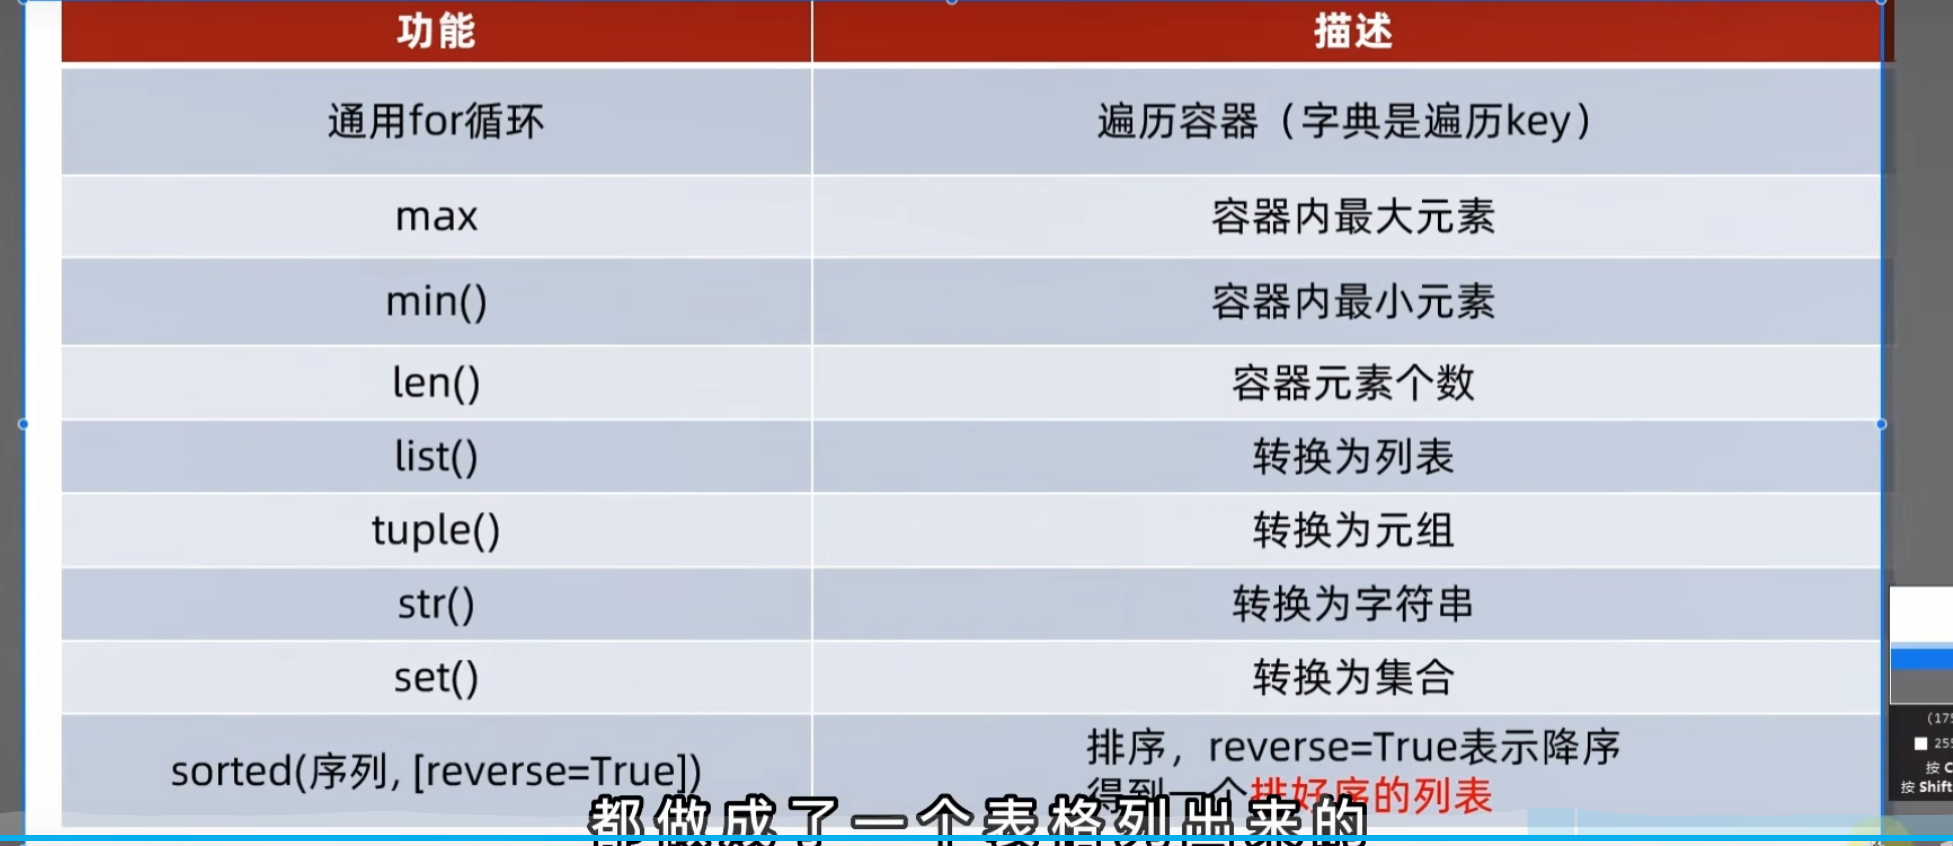 功能 描述
通用for循环 遍历容器（字典是遍历key）
max 容器内最大元素
min() 容器内最小元素
len() 容器元素个数
list() 转换为列表
tuple() 转换为元组
str() 转换为字符串
set() 转换为集合
sorted(序列, [reverse=True]) 排序，reverse=True表示降序
得到一个排好序的列表
都做成了一个表格列出来的
(175
255
按 C
按 Shift